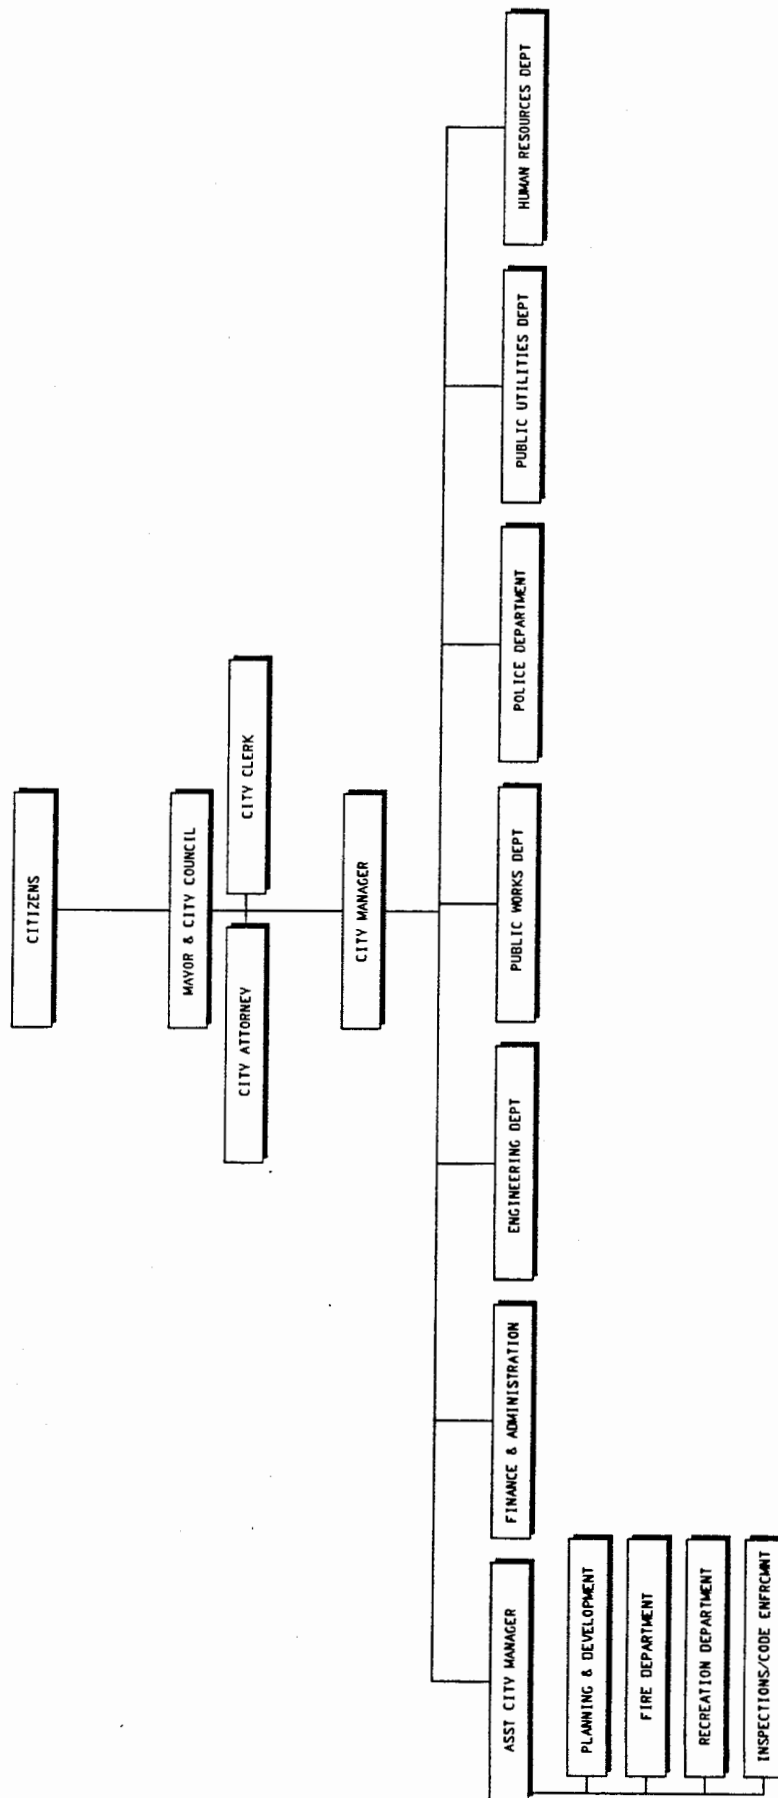 CITIZENS
MAYOR & CITY COUNCIL
CITY ATTORNEY
CITY CLERK
CITY MANAGER
ASST CITY MANAGER
FINANCE & ADMINISTRATION
ENGINEERING DEPT
PUBLIC WORKS DEPT
POLICE DEPARTMENT
PUBLIC UTILITIES DEPT
HUMAN RESOURCES DEPT
PLANNING & DEVELOPMENT
FIRE DEPARTMENT
RECREATION DEPARTMENT
INSPECTIONS/CODE ENFRCMNT